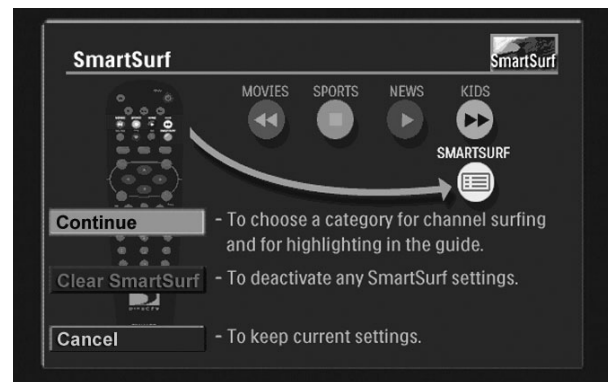 SmartSurf
SmartSurf
MOVIES SPORTS NEWS KIDS
SMARTSURF
Continue - To choose a category for channel surfing
and for highlighting in the guide.
Clear SmartSurf - To deactivate any SmartSurf settings.
DIRECTV
Cancel - To keep current settings.